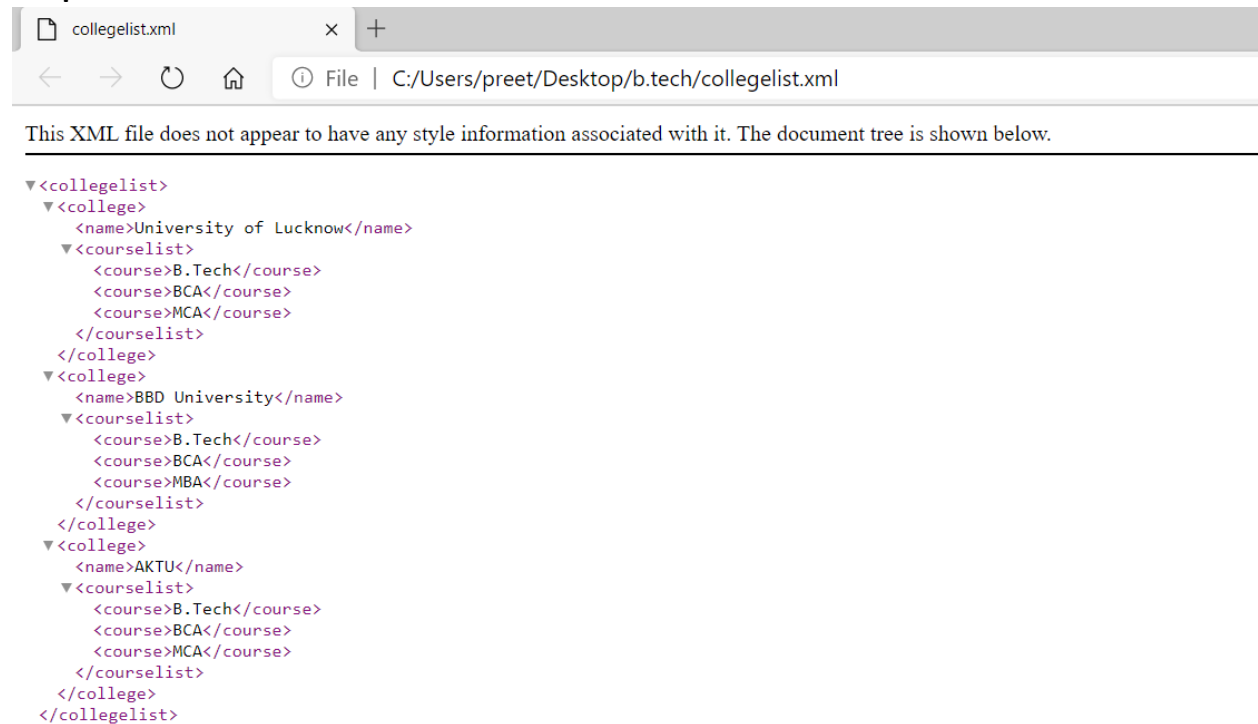 collegelist.xml
File | C:/Users/preet/Desktop/b.tech/collegelist.xml
This XML file does not appear to have any style information associated with it. The document tree is shown below.
▼<collegelist>
▼<college>
<name>University of Lucknow</name>
▼<courselist>
<course>B.Tech</course>
<course>BCA</course>
<course>MCA</course>
</courselist>
</college>
▼<college>
<name>BBD University</name>
▼<courselist>
<course>B.Tech</course>
<course>BCA</course>
<course>MBA</course>
</courselist>
</college>
▼<college>
<name>AKTU</name>
▼<courselist>
<course>B.Tech</course>
<course>BCA</course>
<course>MCA</course>
</courselist>
</college>
</collegelist>